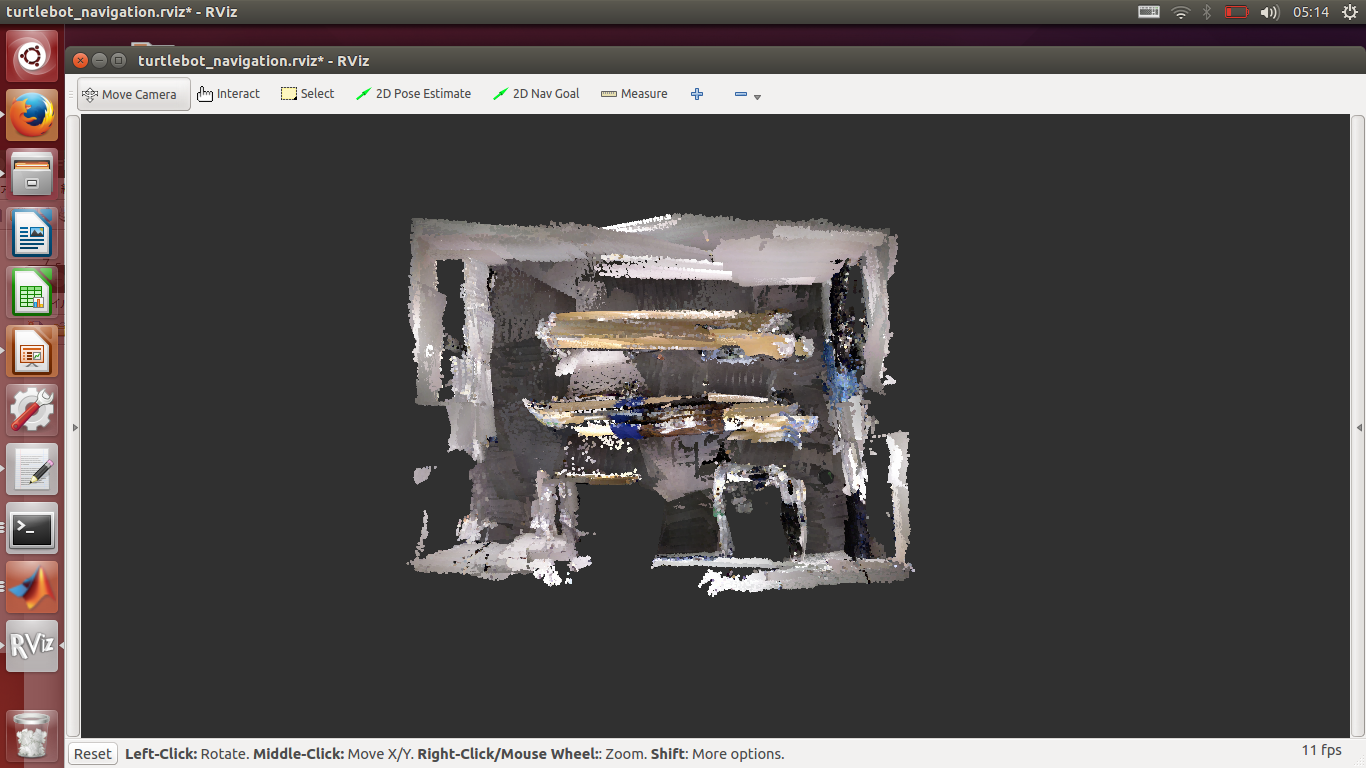 turtlebot_navigation.rviz* - RViz
05:14
turtlebot_navigation.rviz* - RViz
Move Camera Interact Select 2D Pose Estimate 2D Nav Goal Measure
RViz
Reset Left-Click: Rotate. Middle-Click: Move X/Y. Right-Click/Mouse Wheel:: Zoom. Shift: More options. 11 fps